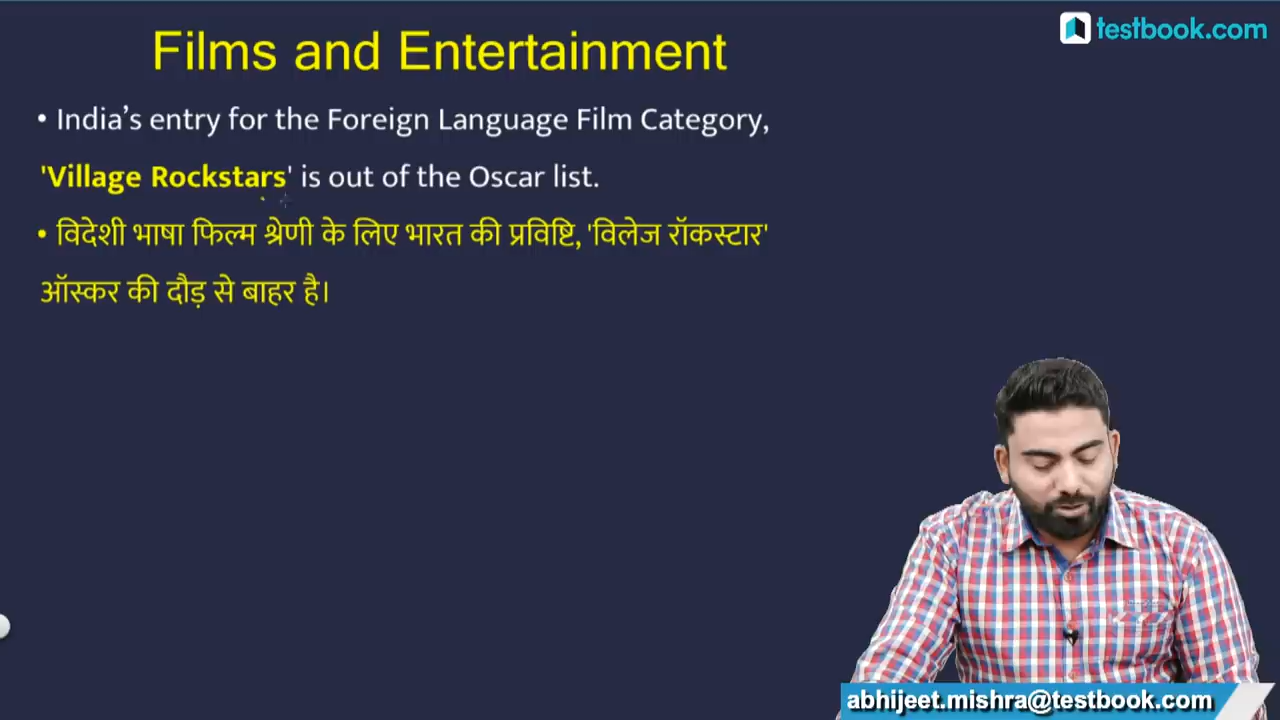 testbook.com
Films and Entertainment
• India’s entry for the Foreign Language Film Category,
'Village Rockstars' is out of the Oscar list.
• विदेशी भाषा फिल्म श्रेणी के लिए भारत की प्रविष्टि, 'विलेज रॉकस्टार'
ऑस्कर की दौड़ से बाहर है।
abhijeet.mishra@testbook.com